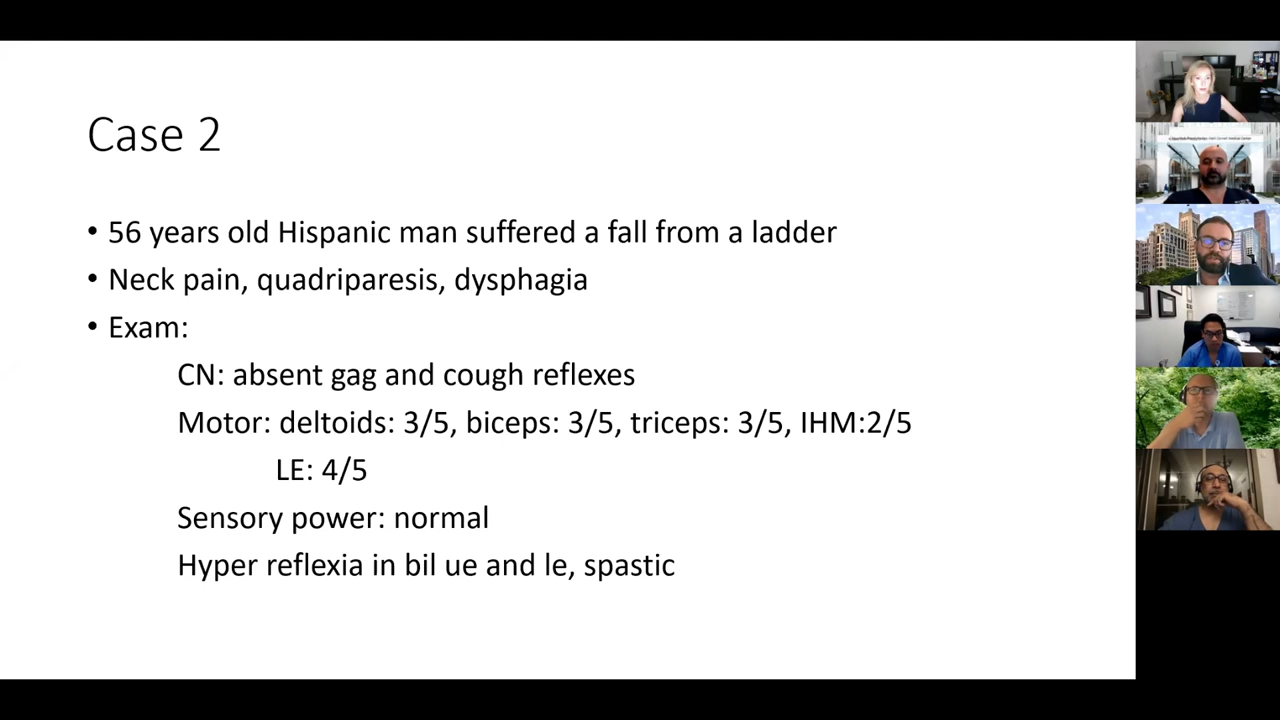 Case 2
• 56 years old Hispanic man suffered a fall from a ladder
• Neck pain, quadriparesis, dysphagia
• Exam:
CN: absent gag and cough reflexes
Motor: deltoids: 3/5, biceps: 3/5, triceps: 3/5, IHM:2/5
LE: 4/5
Sensory power: normal
Hyper reflexia in bil ue and le, spastic